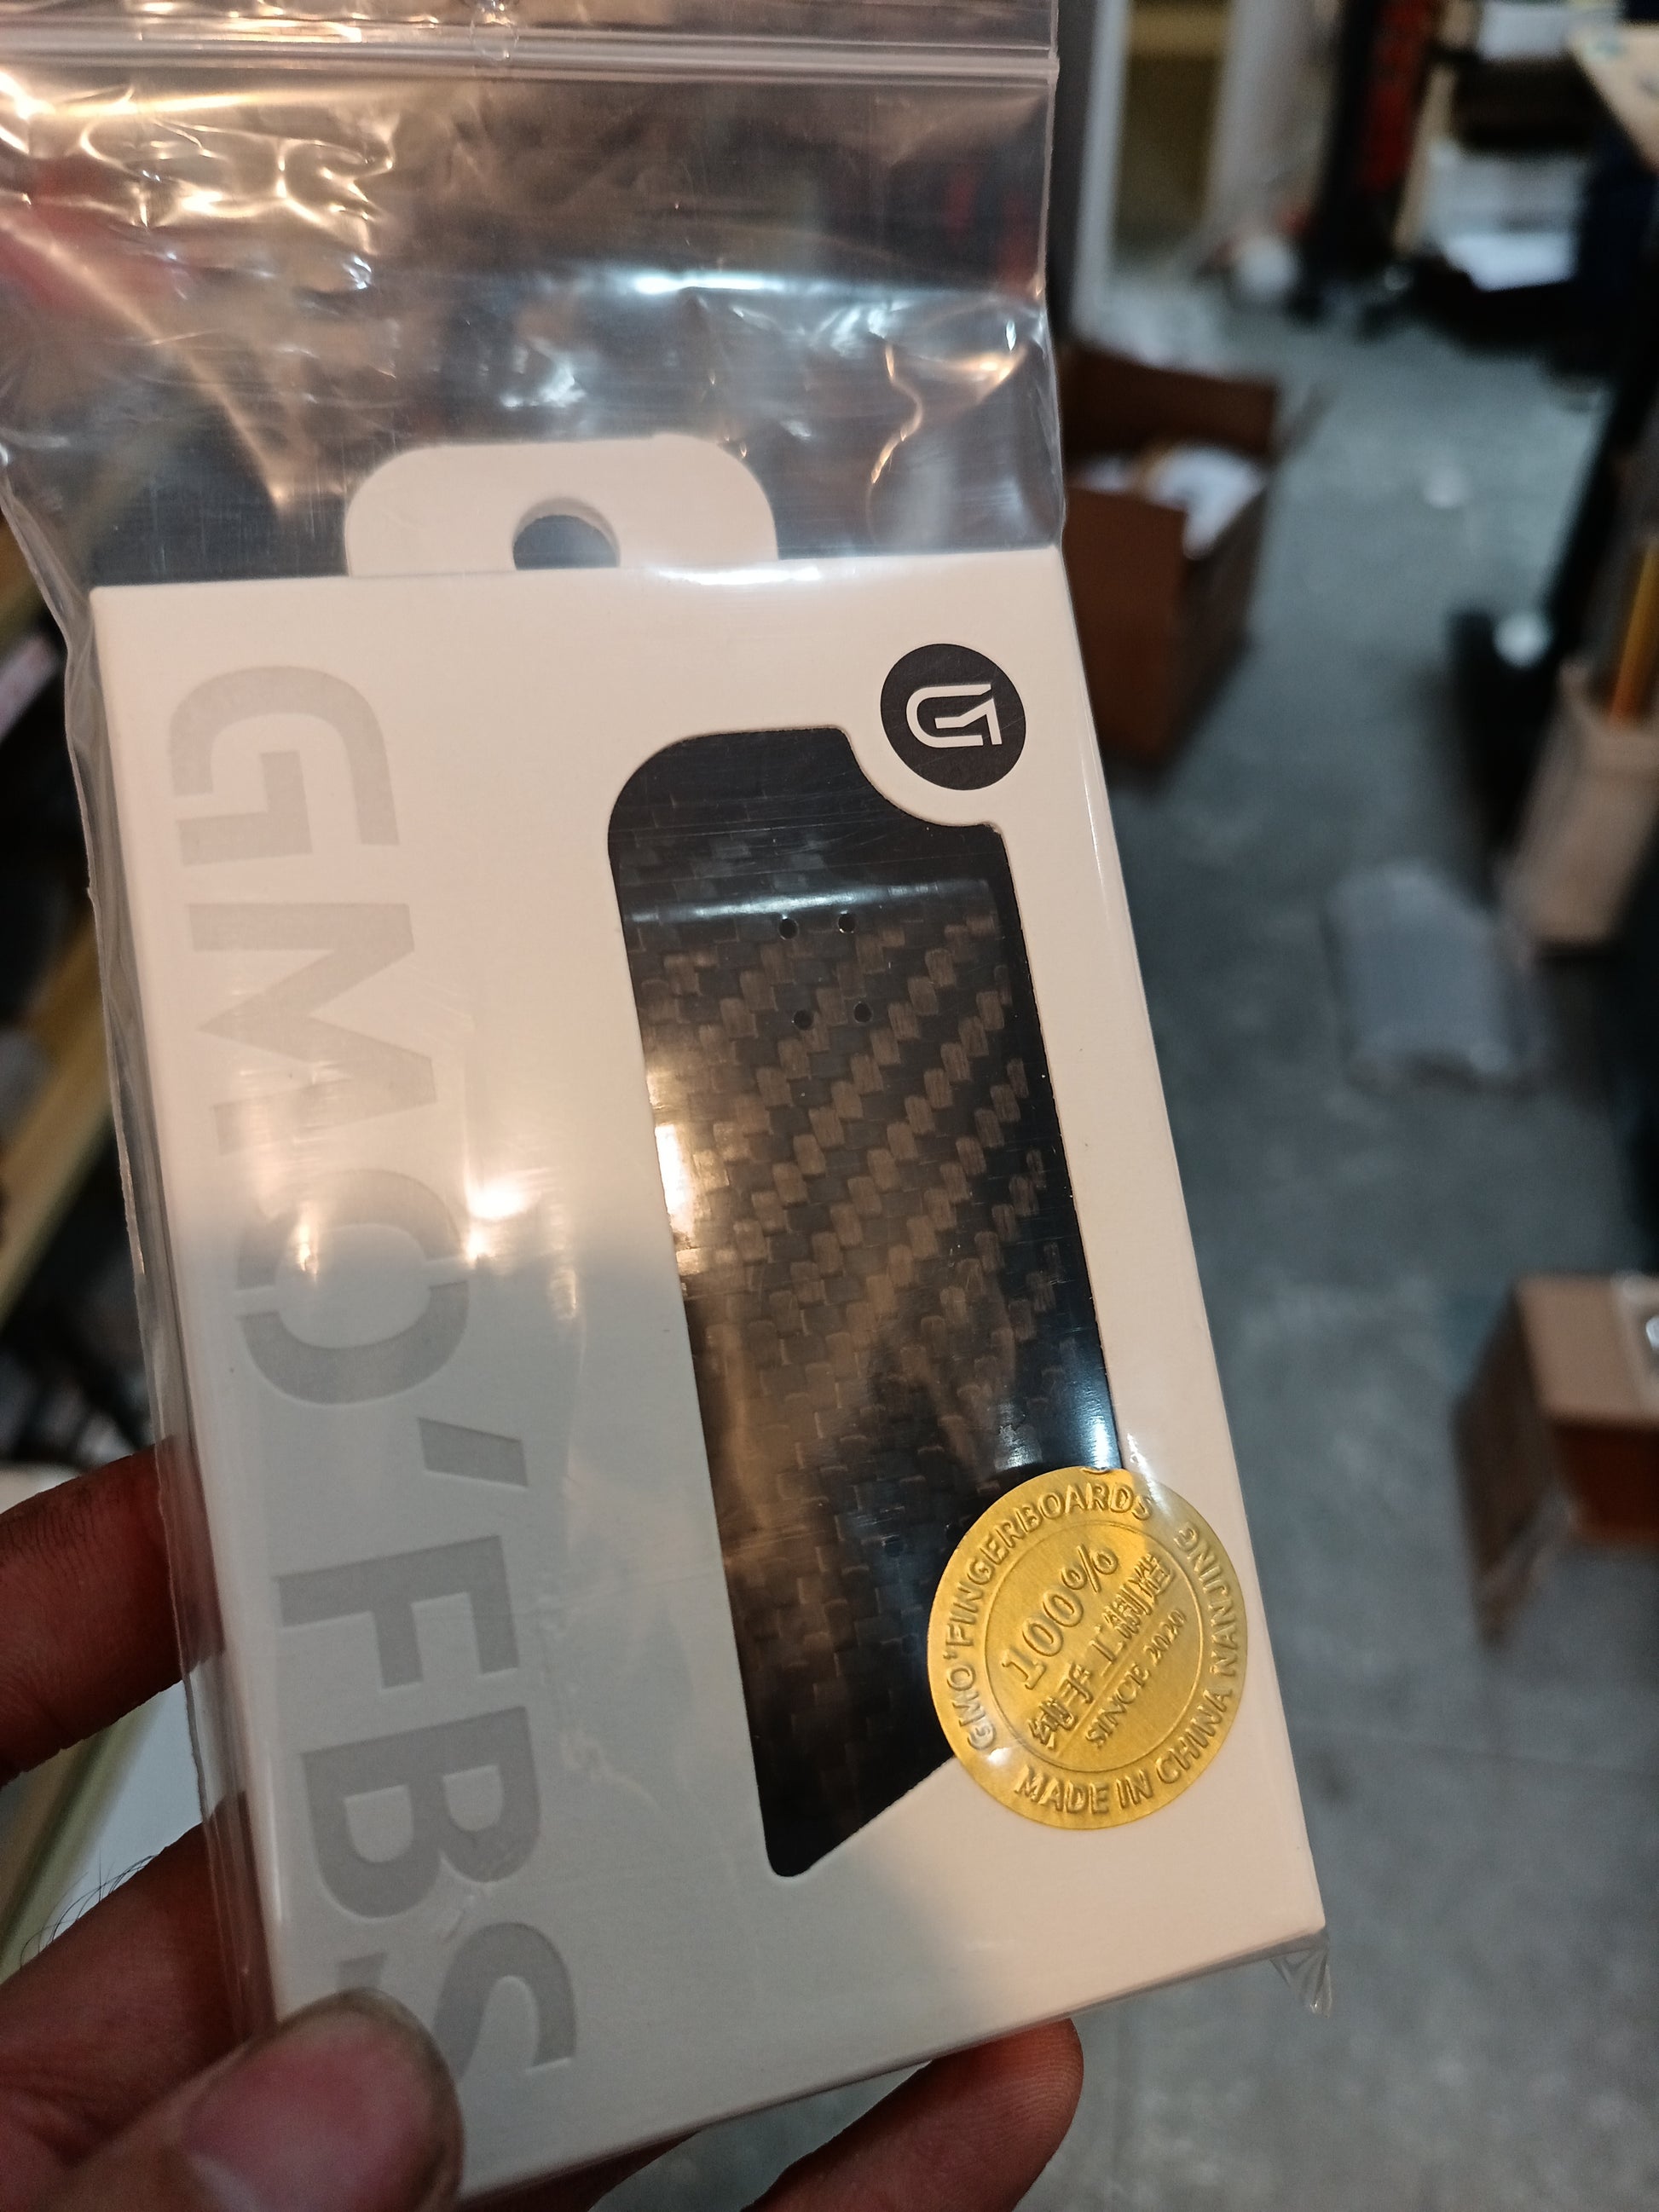 GMO'FBS
G
GMO'FINGERBOARDS
100%
纯手工制造
SINCE 2020
MADE IN CHINA NANJING